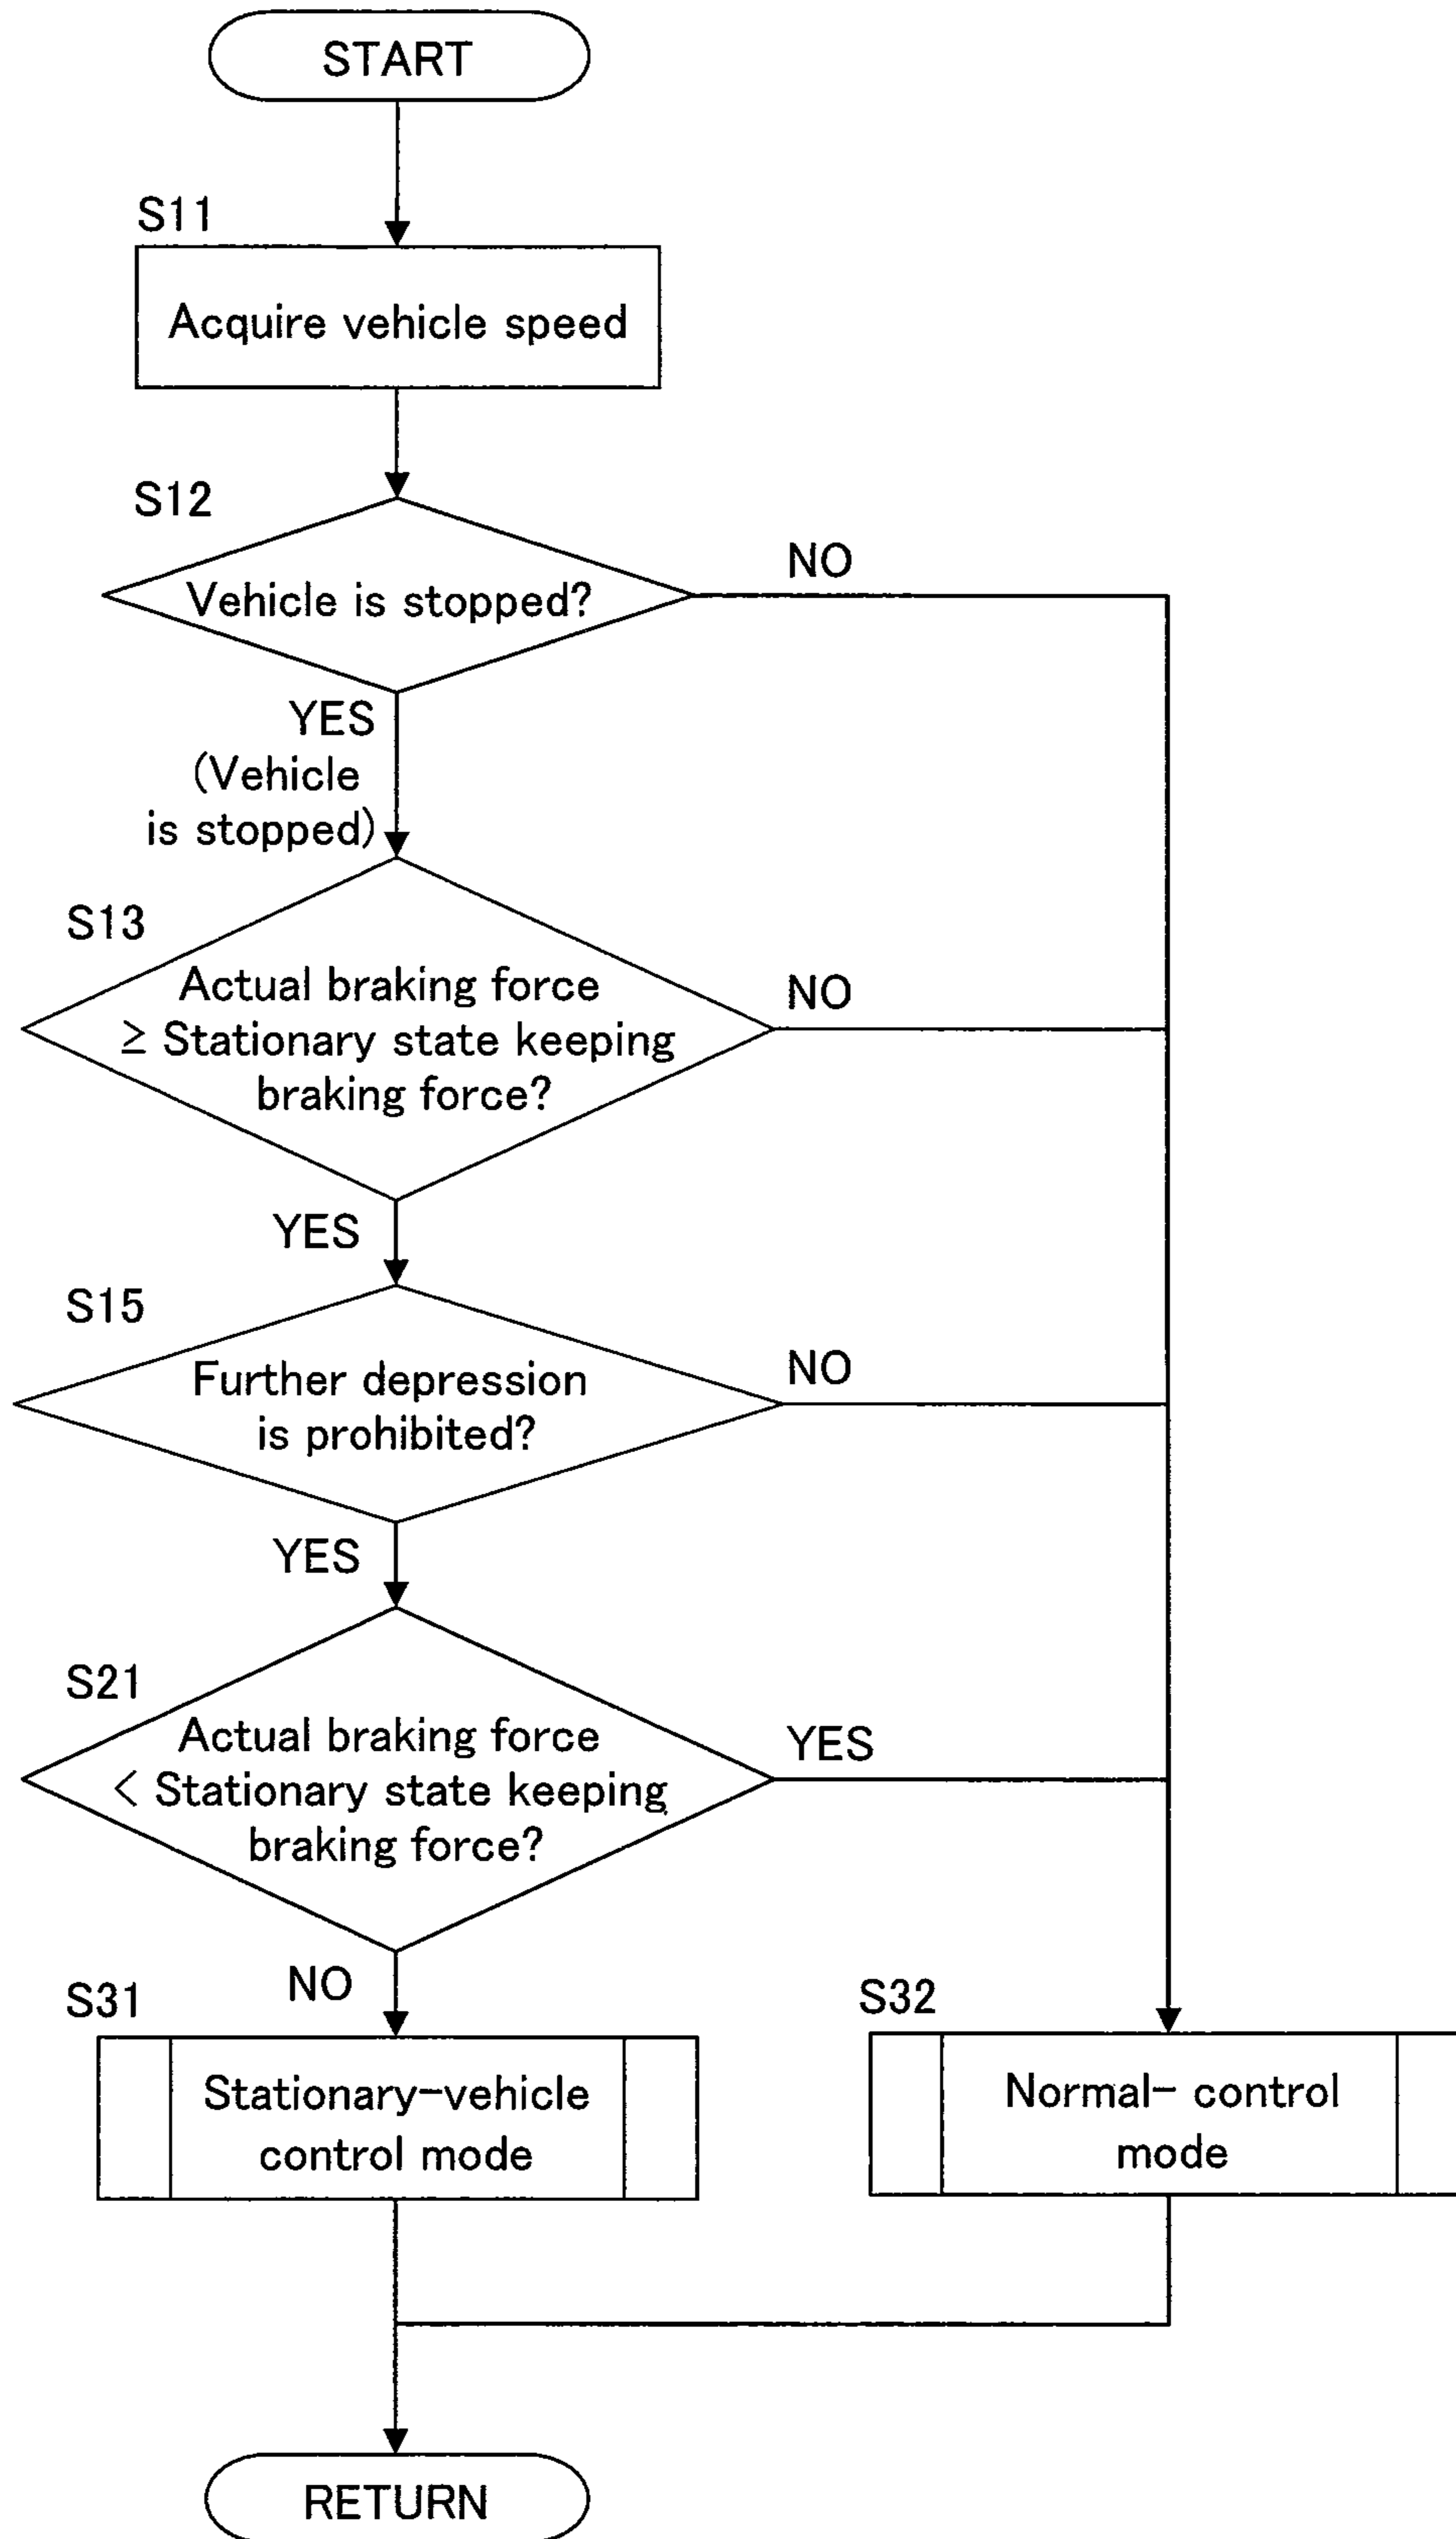 START
S11
Acquire vehicle speed
S12
Vehicle is stopped?
NO
YES
(Vehicle
is stopped)
S13
Actual braking force
≥ Stationary state keeping
braking force?
NO
YES
S15
Further depression
is prohibited?
NO
YES
S21
Actual braking force
< Stationary state keeping
braking force?
YES
NO
S31
Stationary-vehicle
control mode
S32
Normal- control
mode
RETURN